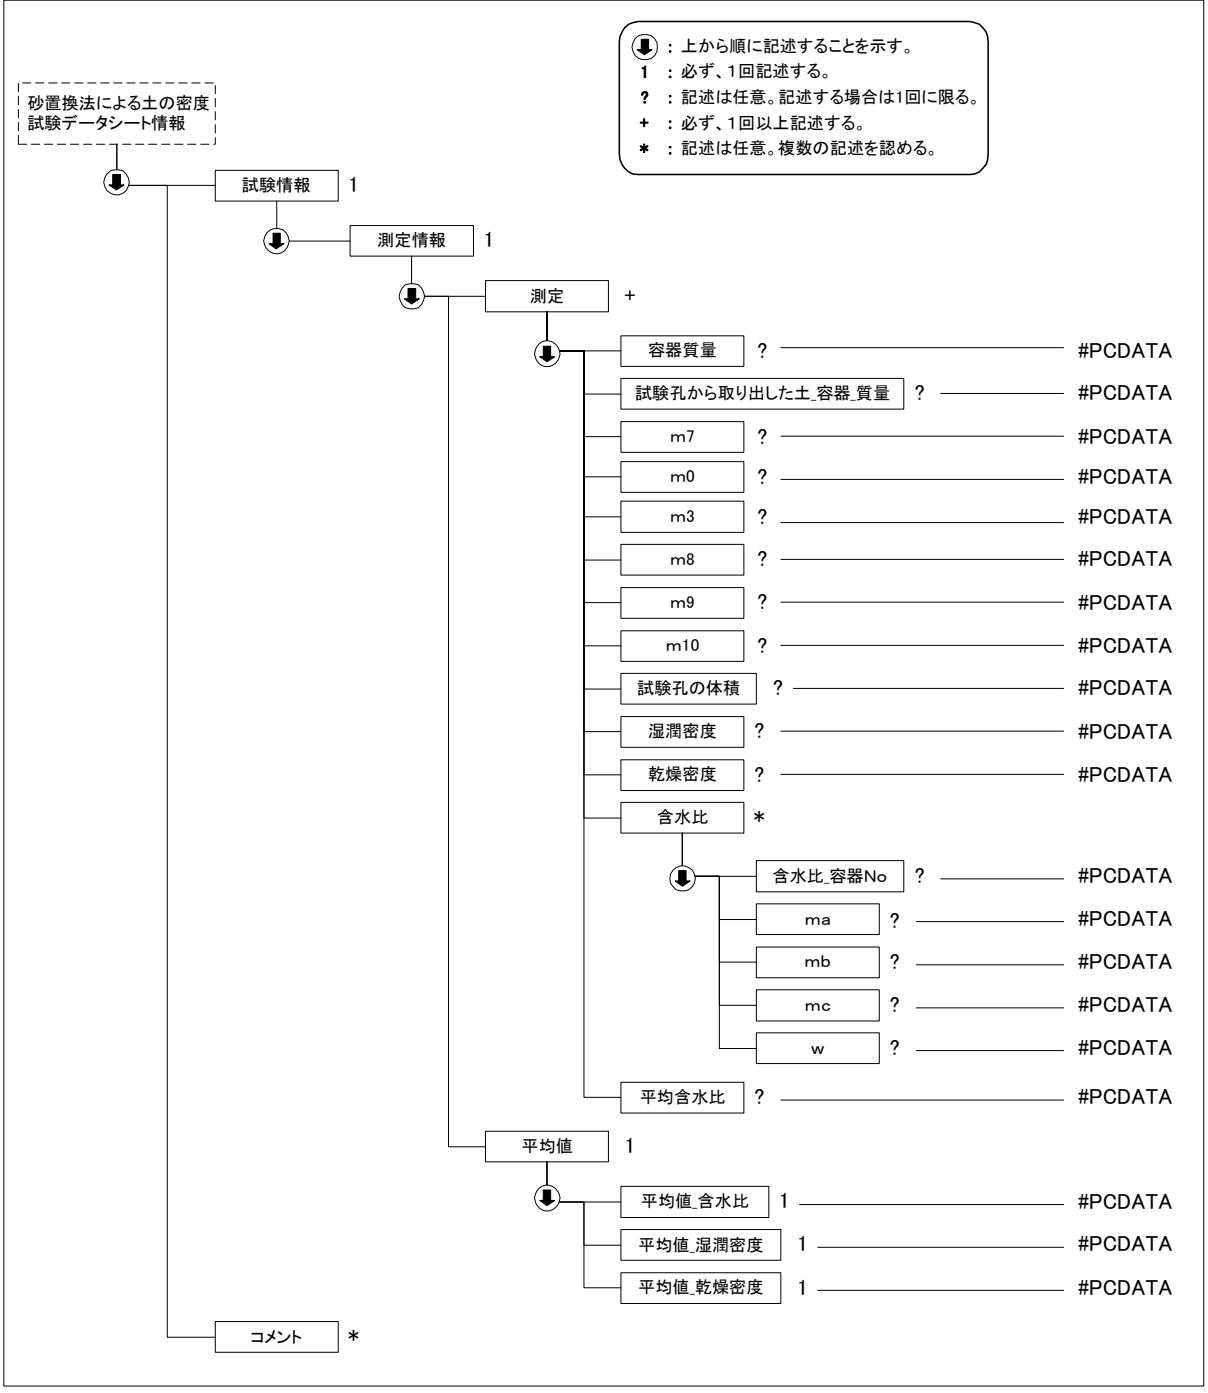 ：上から順に記述することを示す。
1 ：必ず、1回記述する。
? ：記述は任意。記述する場合は1回に限る。
+ ：必ず、1回以上記述する。
* ：記述は任意。複数の記述を認める。
砂置換法による土の密度
試験データシート情報
試験情報 1
測定情報 1
測定 +
容器質量 ? #PCDATA
試験孔から取り出した土_容器_質量 ? #PCDATA
m7 ? #PCDATA
m0 ? #PCDATA
m3 ? #PCDATA
m8 ? #PCDATA
m9 ? #PCDATA
m10 ? #PCDATA
試験孔の体積 ? #PCDATA
湿潤密度 ? #PCDATA
乾燥密度 ? #PCDATA
含水比 *
含水比_容器No ? #PCDATA
ma ? #PCDATA
mb ? #PCDATA
mc ? #PCDATA
w ? #PCDATA
平均含水比 ? #PCDATA
平均値 1
平均値_含水比 1 #PCDATA
平均値_湿潤密度 1 #PCDATA
平均値_乾燥密度 1 #PCDATA
コメント *